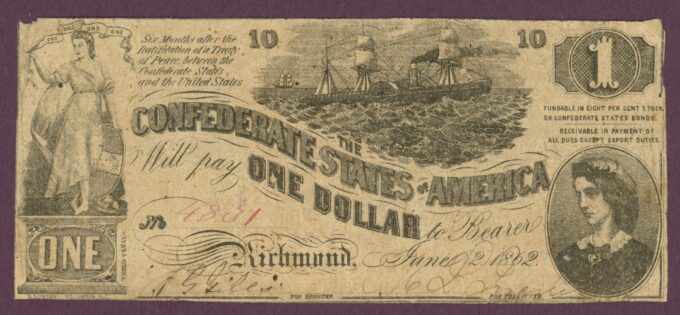 ONE ONE ONE
Six Months after the
Ratification of a Treaty
of Peace, between the
Confederate States
and the United States
10
10
1
FUNDABLE IN EIGHT PER CENT STOCK
OR CONFEDERATE STATES BONDS.
RECEIVABLE IN PAYMENT OF
ALL DUES EXCEPT EXPORT DUTIES.
THE
CONFEDERATE STATES OF AMERICA
Will pay ONE DOLLAR to Bearer
No 4831
ONE
Richmond, June 2 1862
FOR REGISTER.
FOR TREASURER.